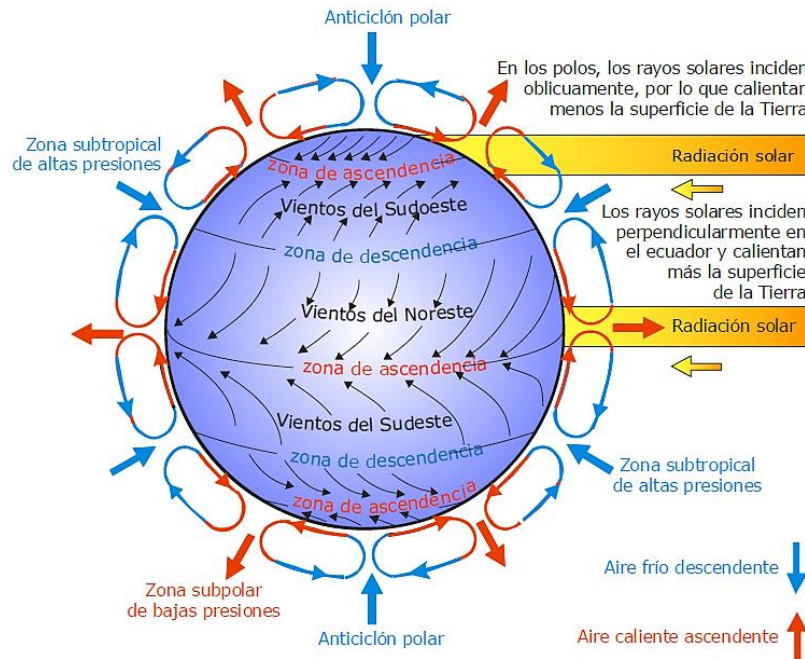 Anticiclón polar
En los polos, los rayos solares inciden
oblicuamente, por lo que calientan
menos la superficie de la Tierra
Zona subtropical
de altas presiones
Radiación solar
zona de ascendencia
Vientos del Sudoeste
Los rayos solares inciden
perpendicularmente en
el ecuador y calientan
más la superficie
de la Tierra
zona de descendencia
Vientos del Noreste
Radiación solar
zona de ascendencia
Vientos del Sudeste
zona de descendencia
Zona subtropical
de altas presiones
zona de ascendencia
Aire frío descendente
Zona subpolar
de bajas presiones
Anticiclón polar
Aire caliente ascendente